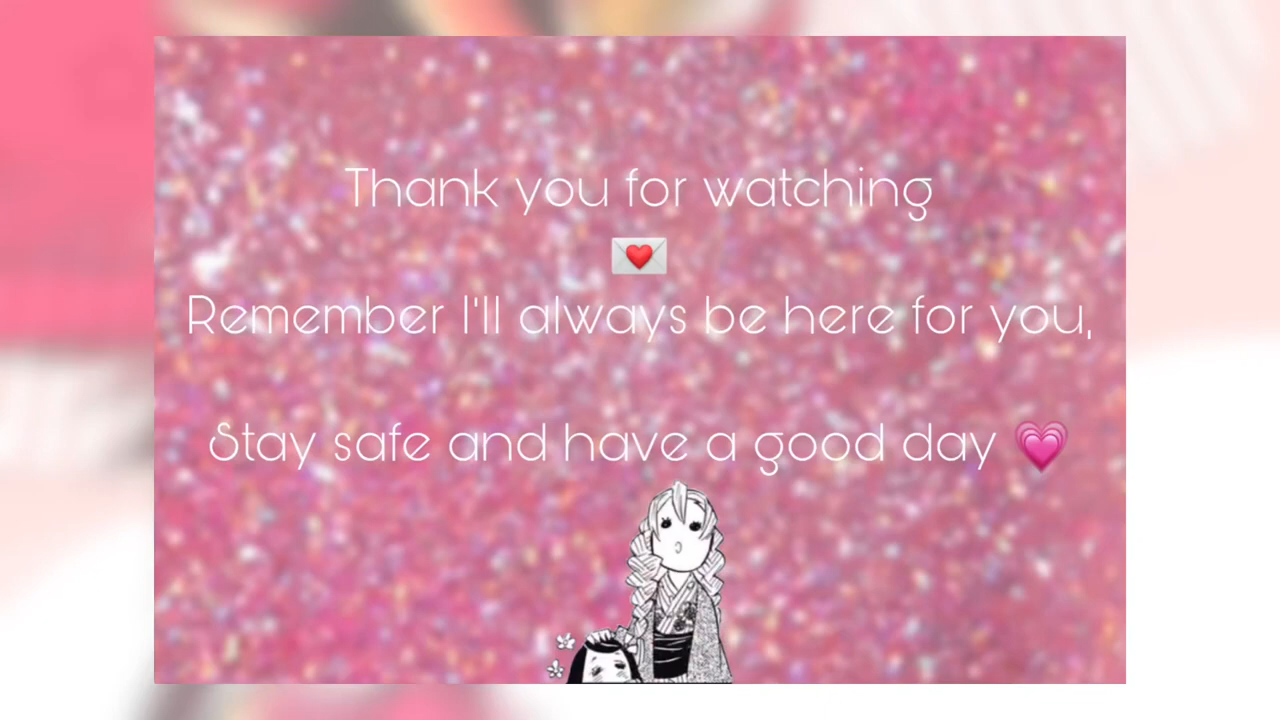 Thank you for watching
💌
Remember I'll always be here for you,
Stay safe and have a good day 💗